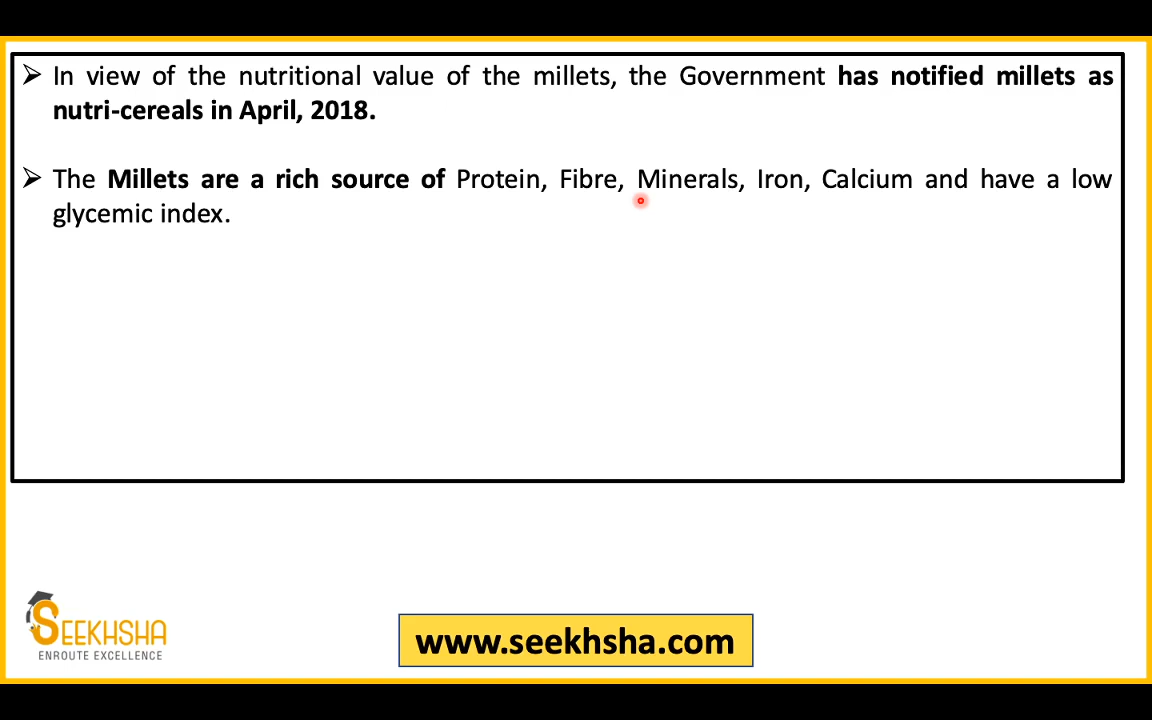 ➢ In view of the nutritional value of the millets, the Government has notified millets as
nutri-cereals in April, 2018.
➢ The Millets are a rich source of Protein, Fibre, Minerals, Iron, Calcium and have a low
glycemic index.
SEEKHSHA
ENROUTE EXCELLENCE
www.seekhsha.com